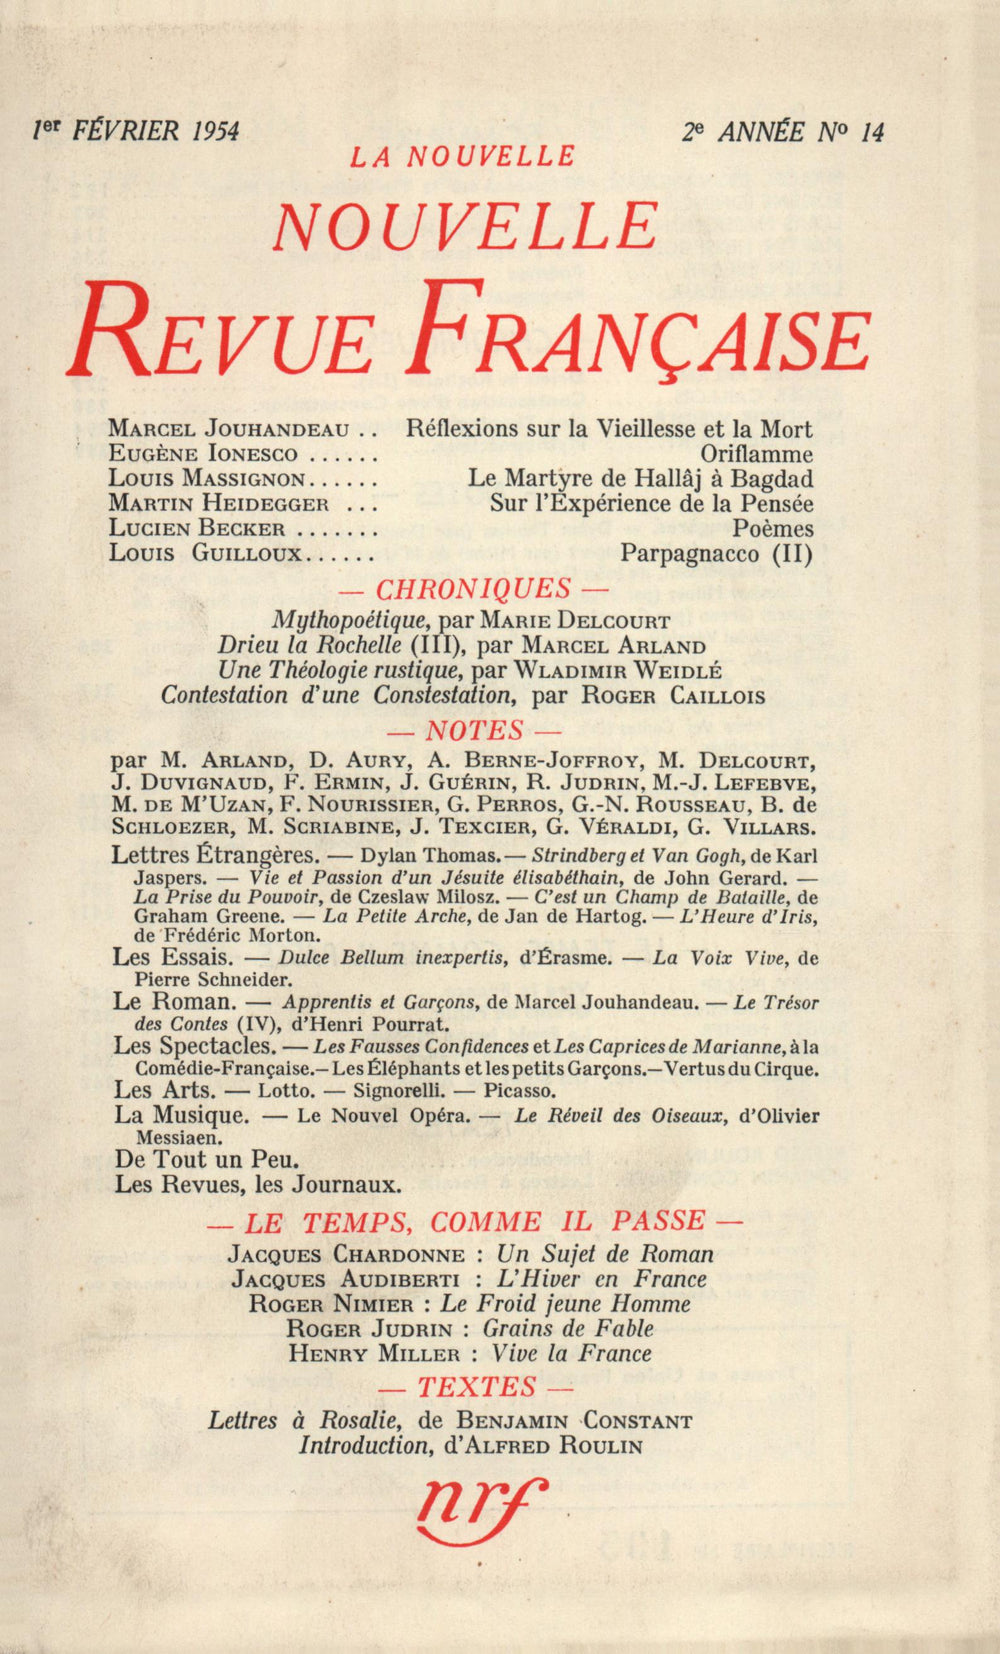 1er FÉVRIER 1954
2e ANNÉE No 14
LA NOUVELLE
NOUVELLE
REVUE FRANÇAISE
MARCEL JOUHANDEAU .. Réflexions sur la Vieillesse et la Mort
EUGÈNE IONESCO ...... Oriflamme
LOUIS MASSIGNON...... Le Martyre de Hallâj à Bagdad
MARTIN HEIDEGGER ... Sur l'Expérience de la Pensée
LUCIEN BECKER ....... Poèmes
LOUIS GUILLOUX...... Parpagnacco (II)
— CHRONIQUES —
Mythopoétique, par MARIE DELCOURT
Drieu la Rochelle (III), par MARCEL ARLAND
Une Théologie rustique, par WLADIMIR WEIDLÉ
Contestation d'une Constestation, par ROGER CAILLOIS
— NOTES —
par M. ARLAND, D. AURY, A. BERNE-JOFFROY, M. DELCOURT,
J. DUVIGNAUD, F. ERMIN, J. GUÉRIN, R. JUDRIN, M.-J. LEFEBVE,
M. DE M'UZAN, F. NOURISSIER, G. PERROS, G.-N. ROUSSEAU, B. de
SCHLOEZER, M. SCRIABINE, J. TEXCIER, G. VÉRALDI, G. VILLARS.
Lettres Étrangères. — Dylan Thomas. — Strindberg et Van Gogh, de Karl
Jaspers. — Vie et Passion d'un Jésuite élisabéthain, de John Gerard. —
La Prise du Pouvoir, de Czeslaw Milosz. — C'est un Champ de Bataille, de
Graham Greene. — La Petite Arche, de Jan de Hartog. — L'Heure d'Iris,
de Frédéric Morton.
Les Essais. — Dulce Bellum inexpertis, d'Érasme. — La Voix Vive, de
Pierre Schneider.
Le Roman. — Apprentis et Garçons, de Marcel Jouhandeau. — Le Trésor
des Contes (IV), d'Henri Pourrat.
Les Spectacles. — Les Fausses Confidences et Les Caprices de Marianne, à la
Comédie-Française. — Les Éléphants et les petits Garçons. — Vertus du Cirque.
Les Arts. — Lotto. — Signorelli. — Picasso.
La Musique. — Le Nouvel Opéra. — Le Réveil des Oiseaux, d'Olivier
Messiaen.
De Tout un Peu.
Les Revues, les Journaux.
— LE TEMPS, COMME IL PASSE —
JACQUES CHARDONNE : Un Sujet de Roman
JACQUES AUDIBERTI : L'Hiver en France
ROGER NIMIER : Le Froid jeune Homme
ROGER JUDRIN : Grains de Fable
HENRY MILLER : Vive la France
— TEXTES —
Lettres à Rosalie, de BENJAMIN CONSTANT
Introduction, d'ALFRED ROULIN
nrf